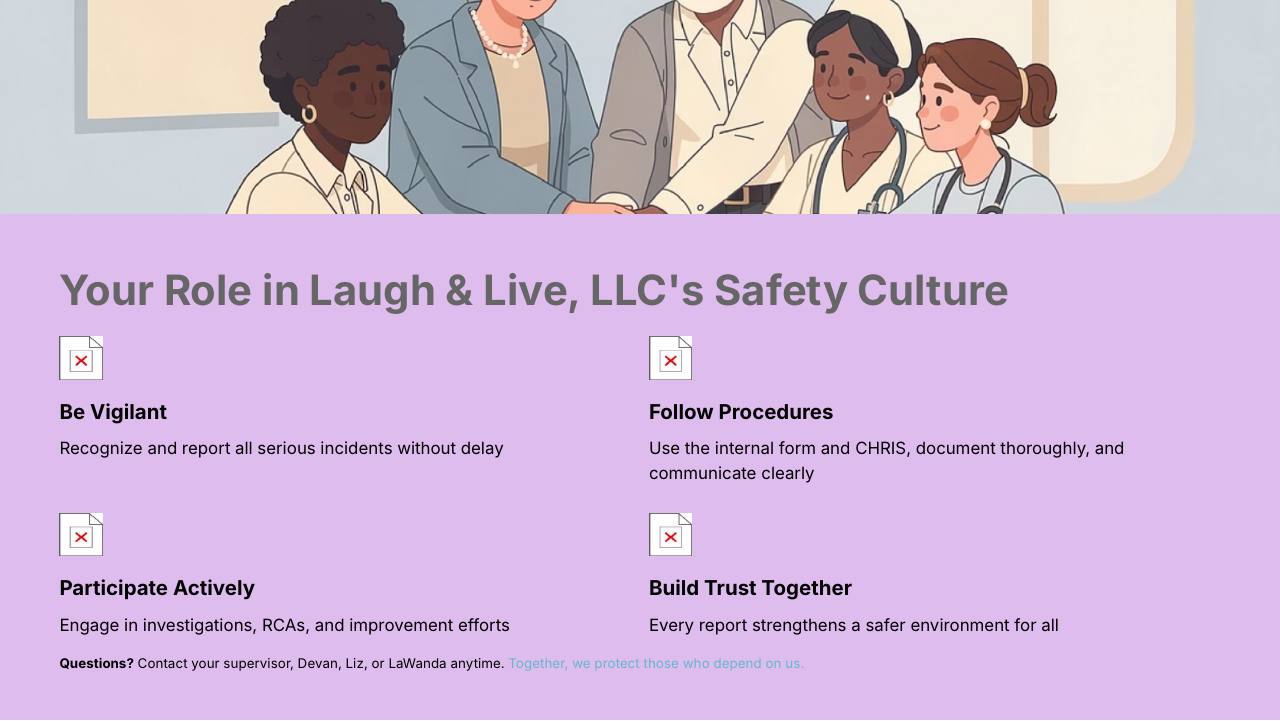 Your Role in Laugh & Live, LLC's Safety Culture
Be Vigilant
Recognize and report all serious incidents without delay
Follow Procedures
Use the internal form and CHRIS, document thoroughly, and
communicate clearly
Participate Actively
Engage in investigations, RCAs, and improvement efforts
Build Trust Together
Every report strengthens a safer environment for all
Questions? Contact your supervisor, Devan, Liz, or LaWanda anytime. Together, we protect those who depend on us.